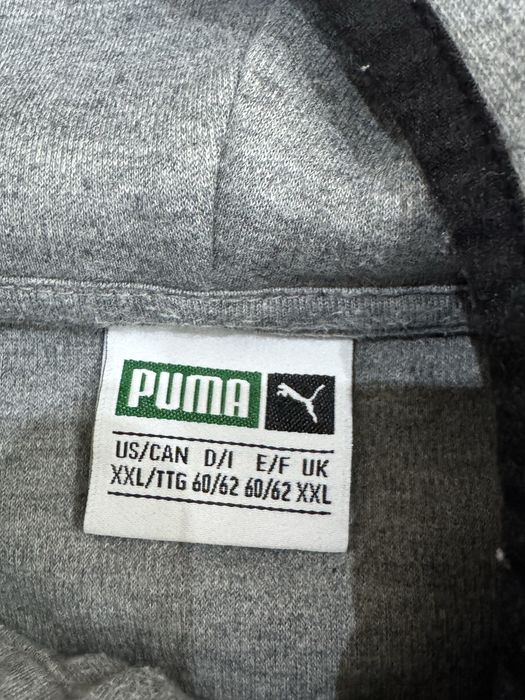 PUMA
US/CAN D/I E/F UK
XXL/TTG 60/62 60/62 XXL